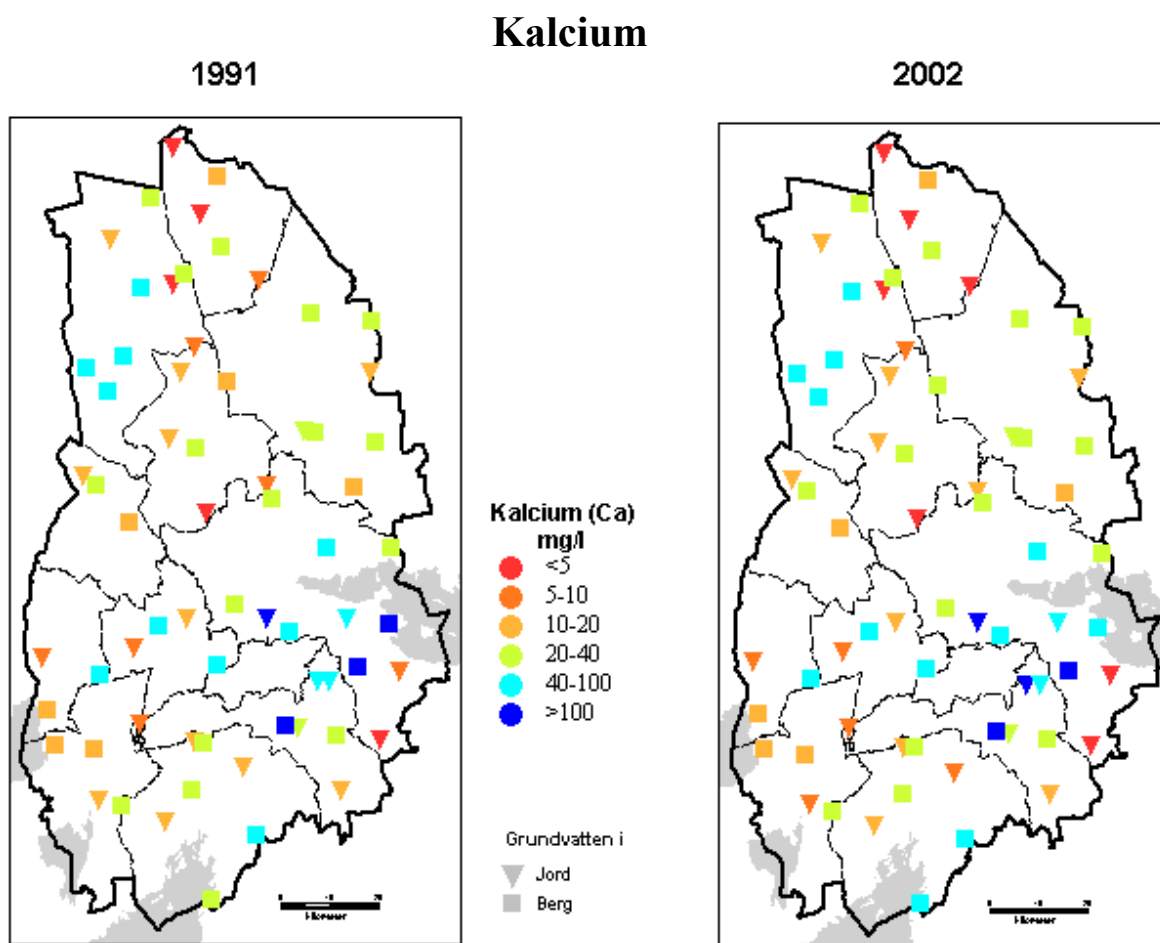 Kalcium
1991
2002
Kalcium (Ca)
mg/l
<5
5-10
10-20
20-40
40-100
>100
Grundvatten i
Jord
Berg